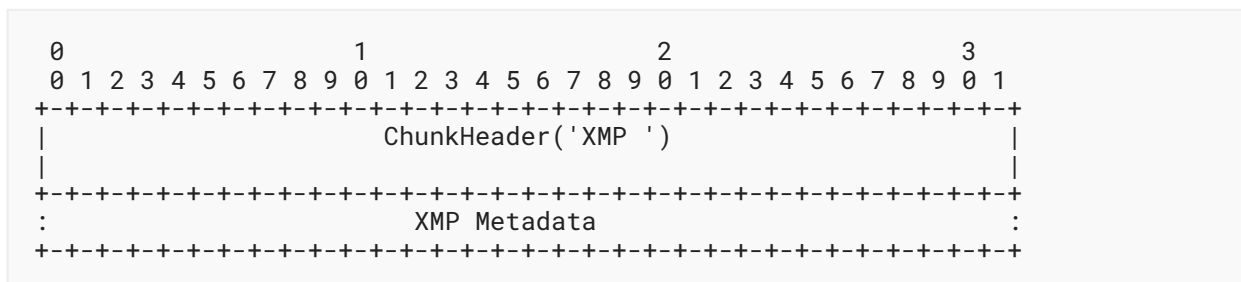 0                   1                   2                   3
 0 1 2 3 4 5 6 7 8 9 0 1 2 3 4 5 6 7 8 9 0 1 2 3 4 5 6 7 8 9 0 1
+-+-+-+-+-+-+-+-+-+-+-+-+-+-+-+-+-+-+-+-+-+-+-+-+-+-+-+-+-+-+-+-+
|                      ChunkHeader('XMP ')                      |
|                                                               |
+-+-+-+-+-+-+-+-+-+-+-+-+-+-+-+-+-+-+-+-+-+-+-+-+-+-+-+-+-+-+-+-+
:                        XMP Metadata                           :
+-+-+-+-+-+-+-+-+-+-+-+-+-+-+-+-+-+-+-+-+-+-+-+-+-+-+-+-+-+-+-+-+